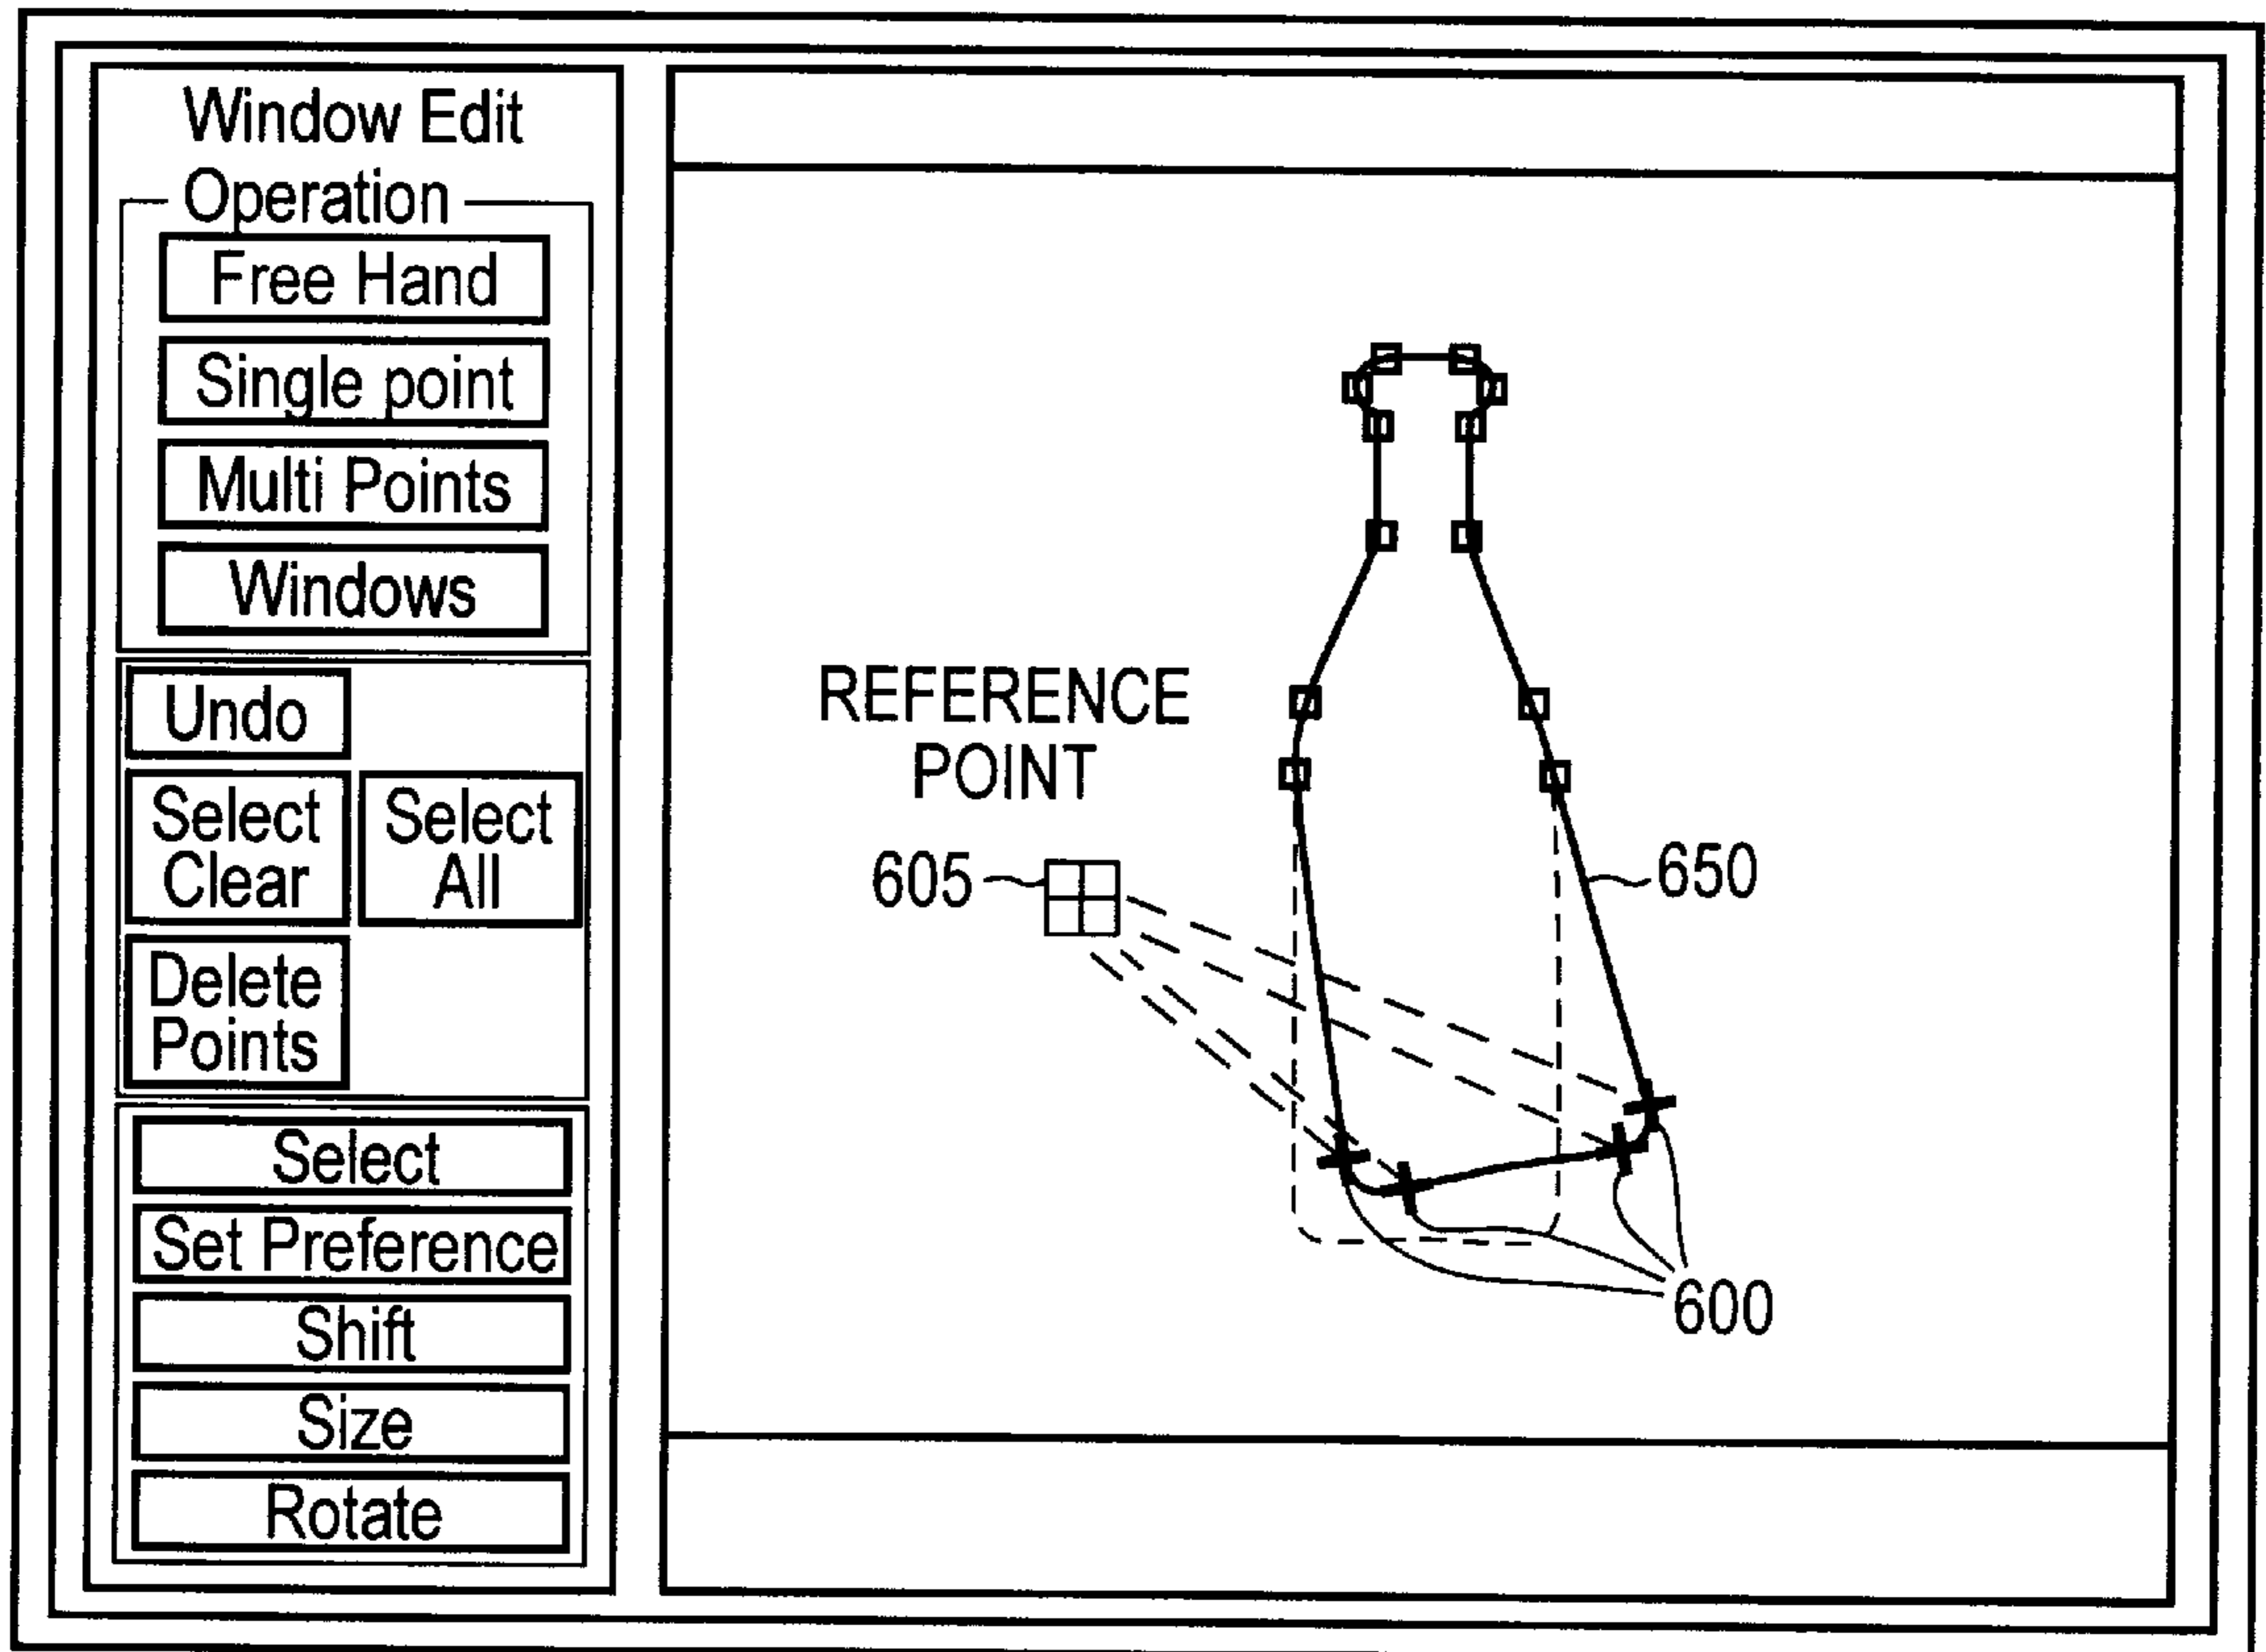 Window Edit
Operation
Free Hand
Single point
Multi Points
Windows
Undo
Select
Clear
Select
All
Delete
Points
Select
Set Preference
Shift
Size
Rotate
REFERENCE
POINT
605
650
600